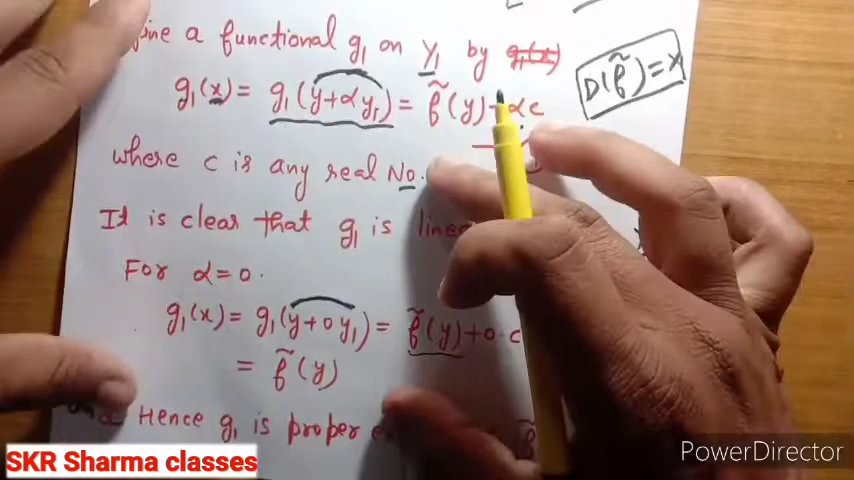 a functional g₁ on Y₁ by
D(f̃) = X
g₁(x) = g₁(y+αy₁) = f̃(y)+αc
where c is any real No.
It is clear that g₁ is
For α=0.
g₁(x) = g₁(y+0y₁) = f̃(y)+0·c
= f̃(y)
Hence g₁ is proper
SKR Sharma classes
PowerDirector